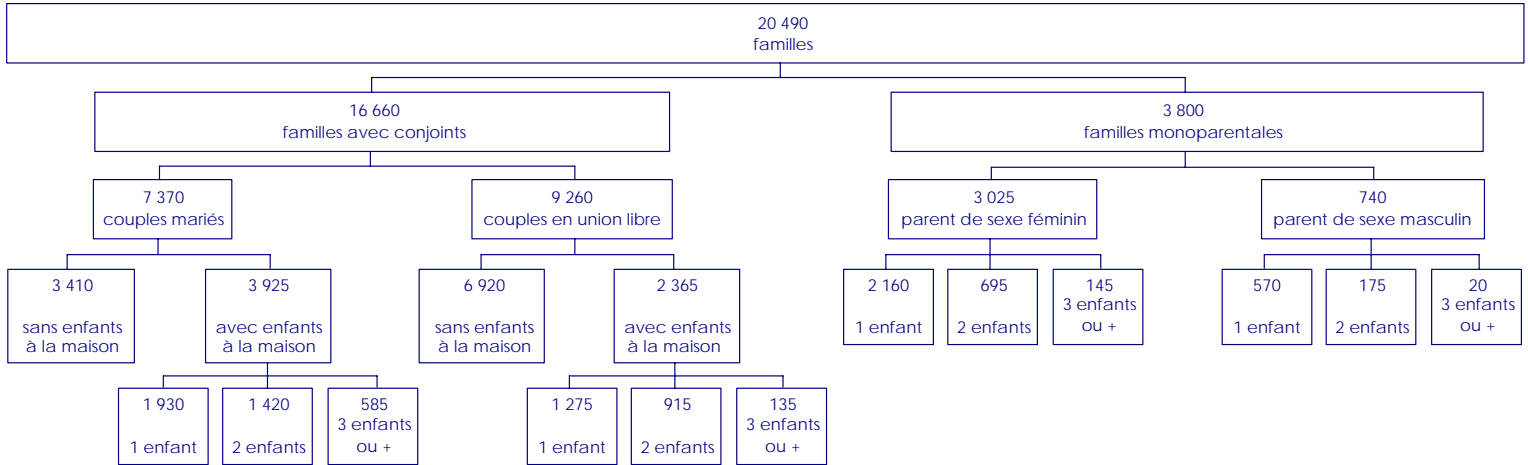 20 490
familles
16 660
familles avec conjoints
3 800
familles monoparentales
7 370
couples mariés
9 260
couples en union libre
3 025
parent de sexe féminin
740
parent de sexe masculin
3 410
sans enfants
à la maison
3 925
avec enfants
à la maison
6 920
sans enfants
à la maison
2 365
avec enfants
à la maison
2 160
1 enfant
695
2 enfants
145
3 enfants
ou +
570
1 enfant
175
2 enfants
20
3 enfants
ou +
1 930
1 enfant
1 420
2 enfants
585
3 enfants
ou +
1 275
1 enfant
915
2 enfants
135
3 enfants
ou +